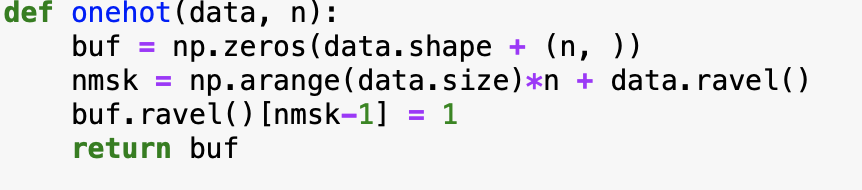 def onehot(data, n):
    buf = np.zeros(data.shape + (n, ))
    nmsk = np.arange(data.size)*n + data.ravel()
    buf.ravel()[nmsk-1] = 1
    return buf